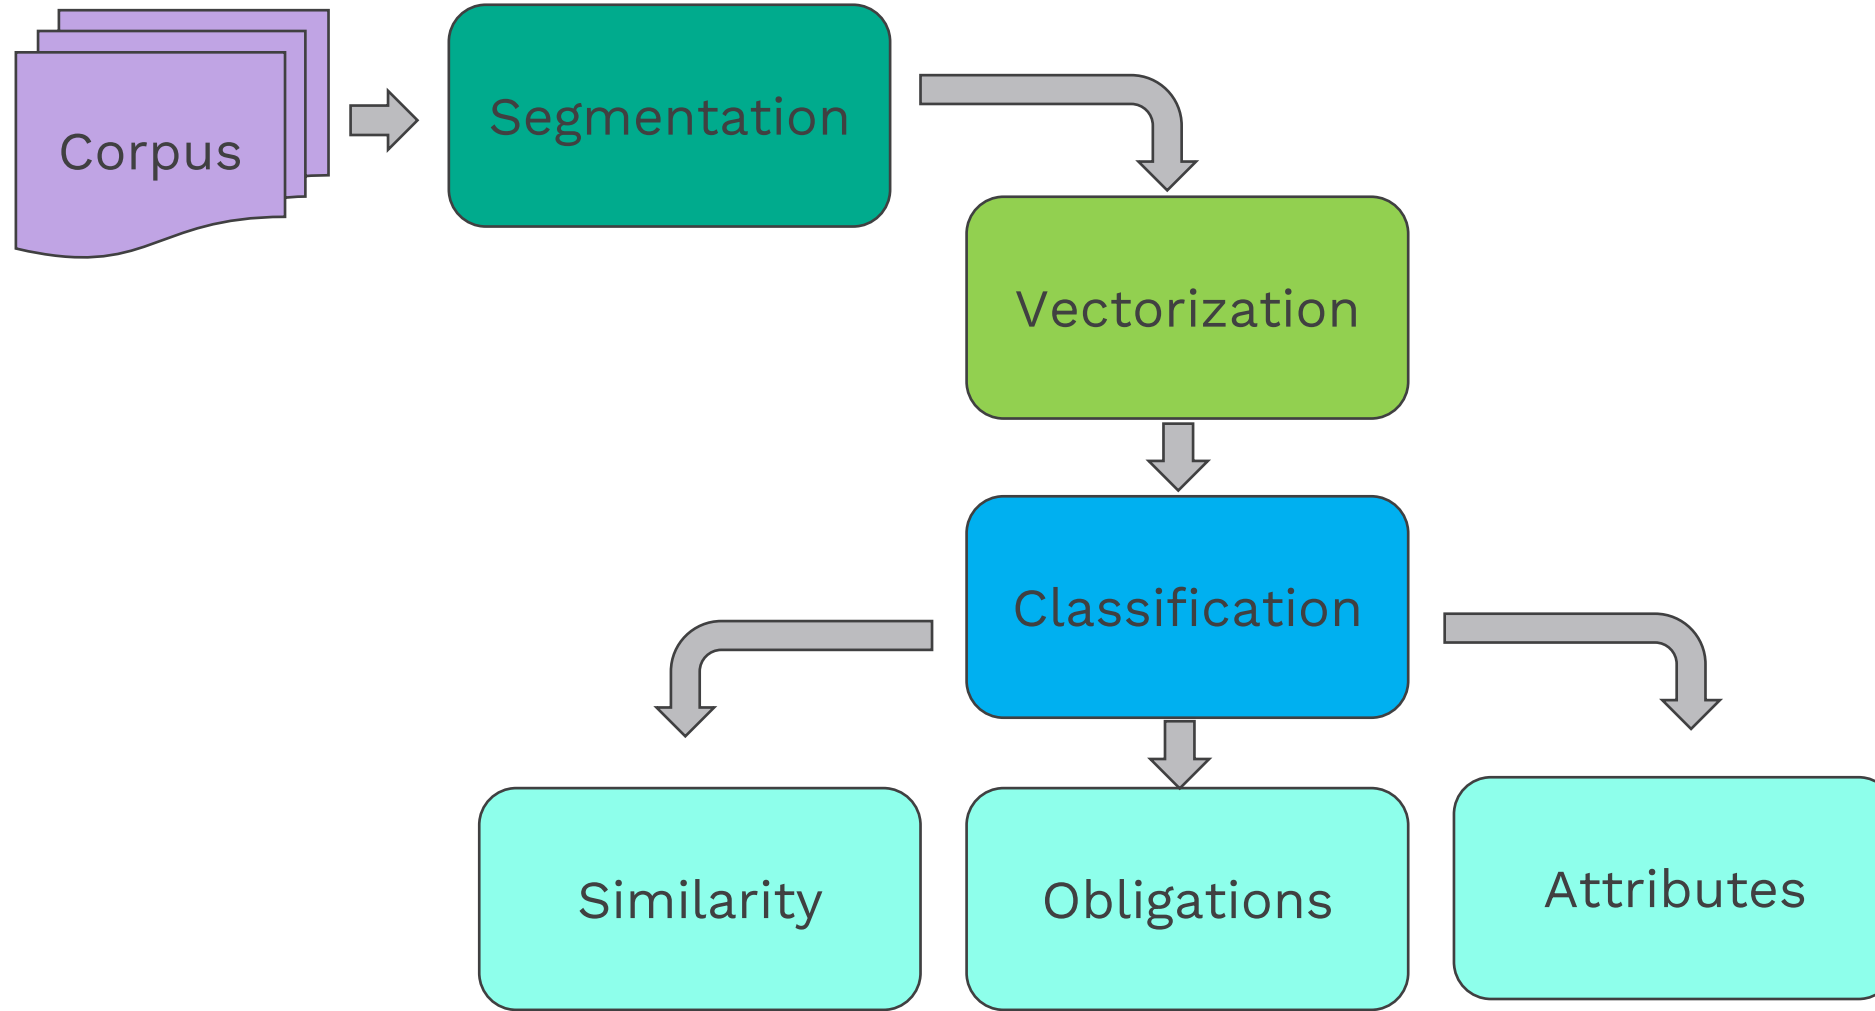 Corpus
Segmentation
Vectorization
Classification
Similarity
Obligations
Attributes